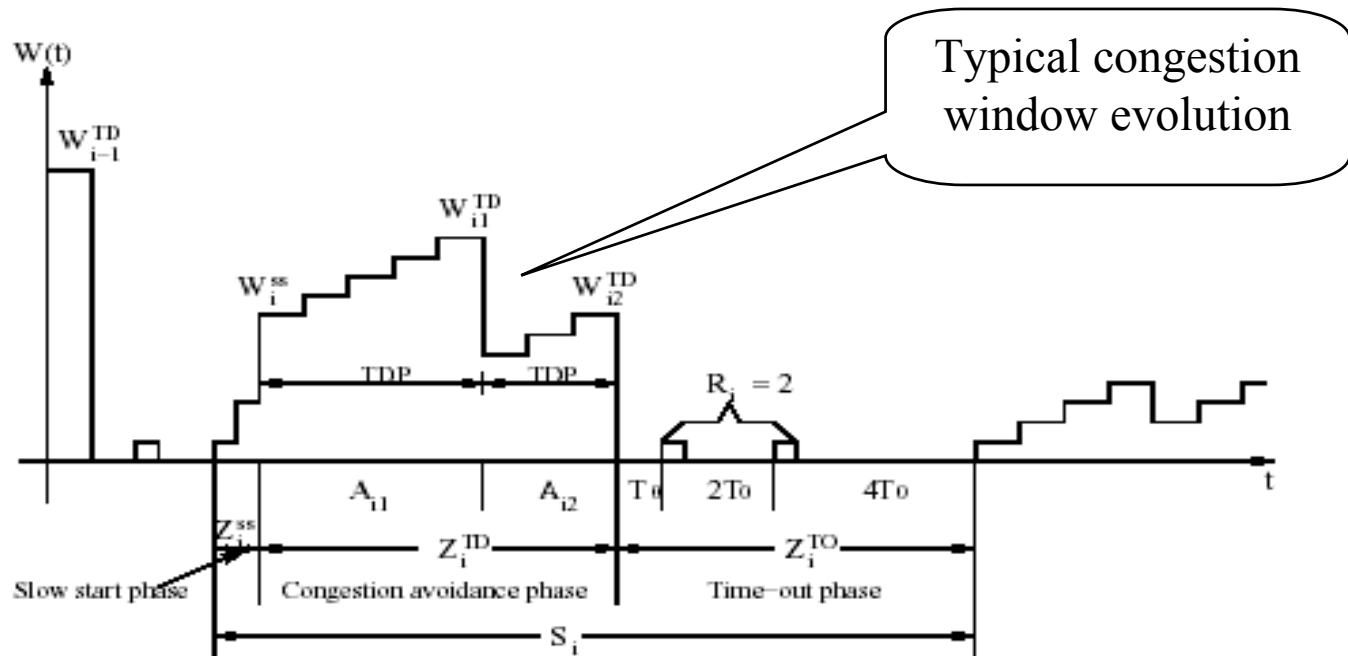 Typical congestion
window evolution
W(t)
W_{i-1}^{TD}
W_{i1}^{TD}
W_i^{ss}
W_{i2}^{TD}
TDP
TDP
R_i = 2
A_{i1}
A_{i2}
T0
2T0
4T0
t
Z_i^{ss}
Z_i^{TD}
Z_i^{TO}
Slow start phase
Congestion avoidance phase
Time-out phase
S_i